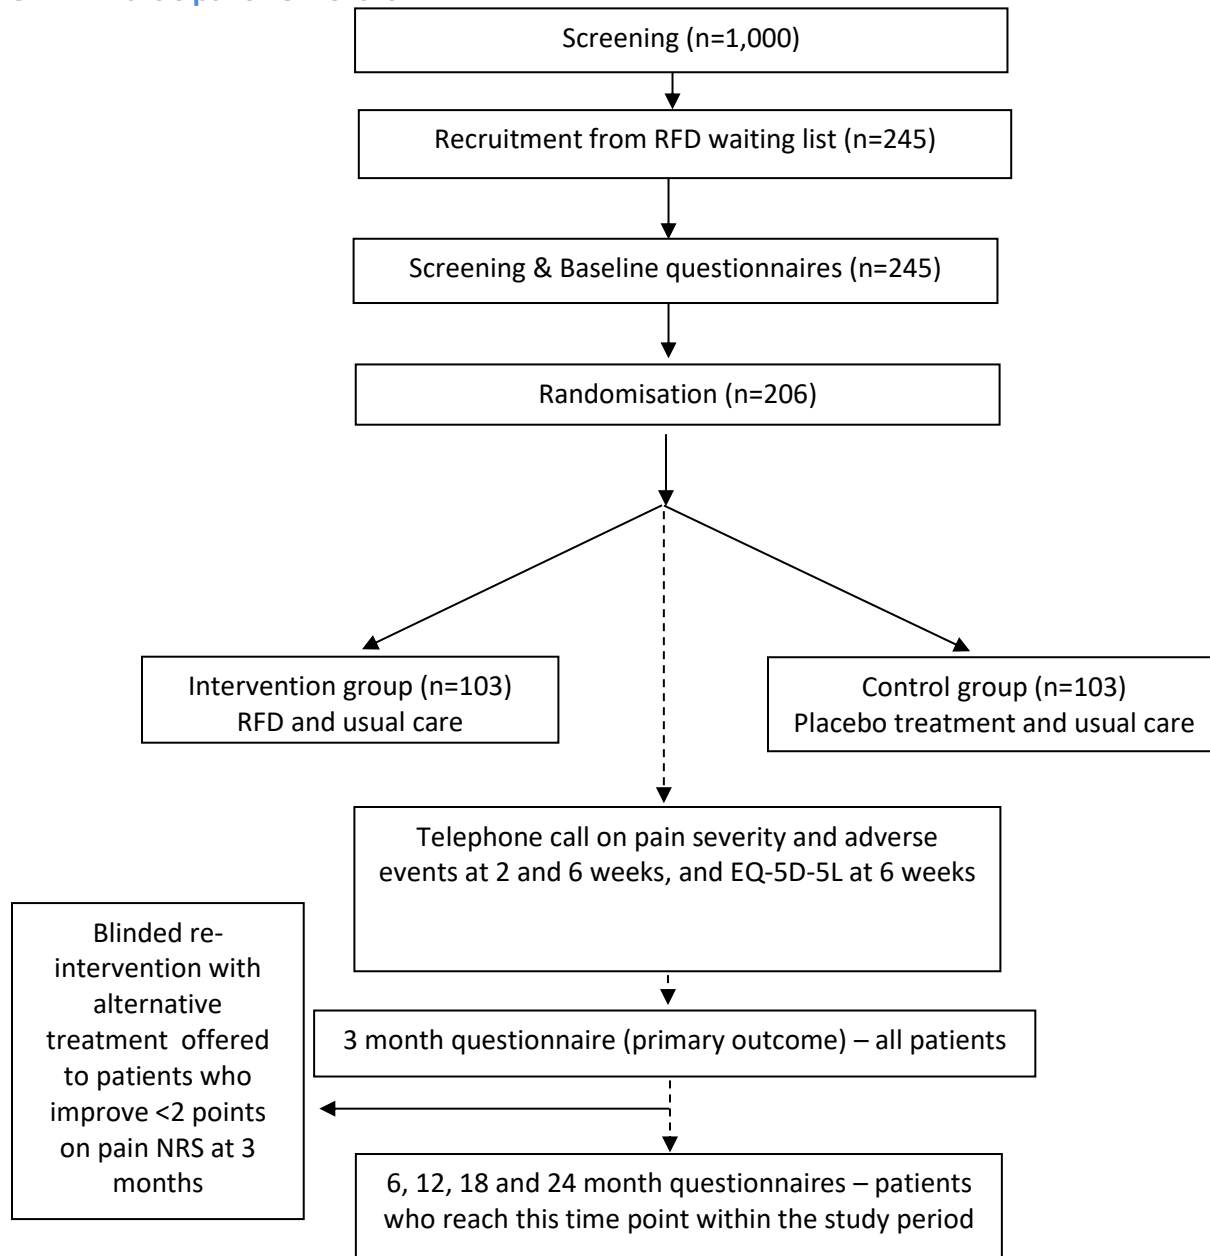 Screening (n=1,000)
Recruitment from RFD waiting list (n=245)
Screening & Baseline questionnaires (n=245)
Randomisation (n=206)
Intervention group (n=103)
RFD and usual care
Control group (n=103)
Placebo treatment and usual care
Telephone call on pain severity and adverse
events at 2 and 6 weeks, and EQ-5D-5L at 6 weeks
Blinded re-
intervention with
alternative
treatment offered
to patients who
improve <2 points
on pain NRS at 3
months
3 month questionnaire (primary outcome) – all patients
6, 12, 18 and 24 month questionnaires – patients
who reach this time point within the study period